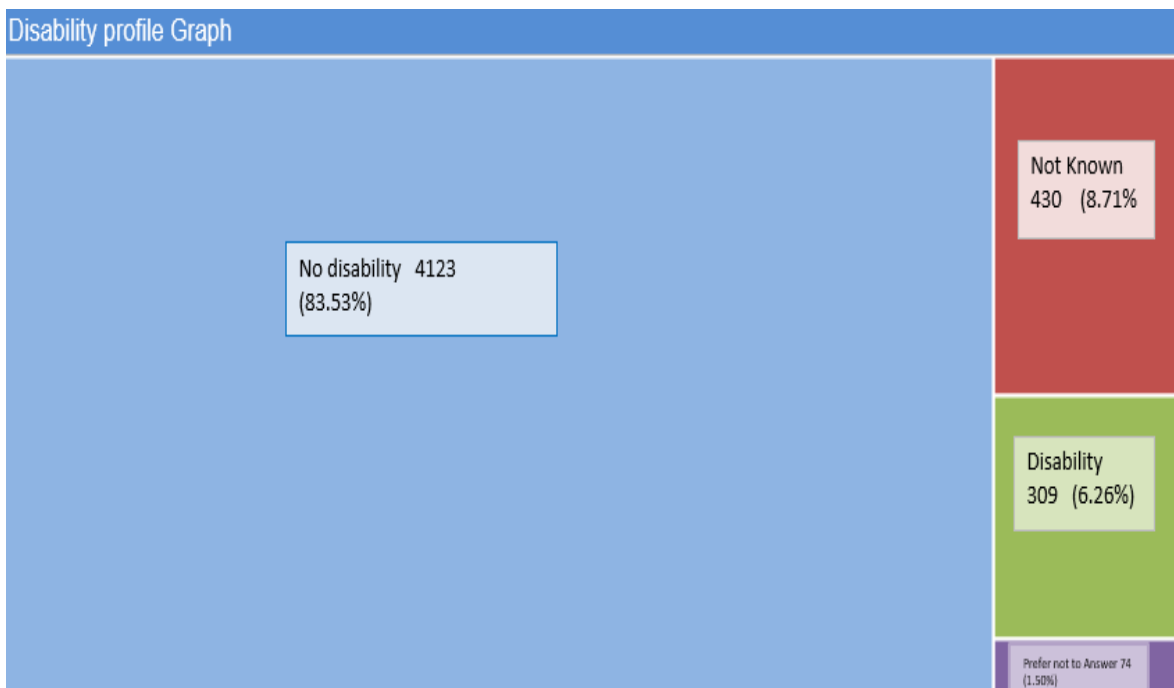 Disability profile Graph
No disability 4123
(83.53%)
Not Known
430 (8.71%
Disability
309 (6.26%)
Prefer not to Answer 74
(1.50%)